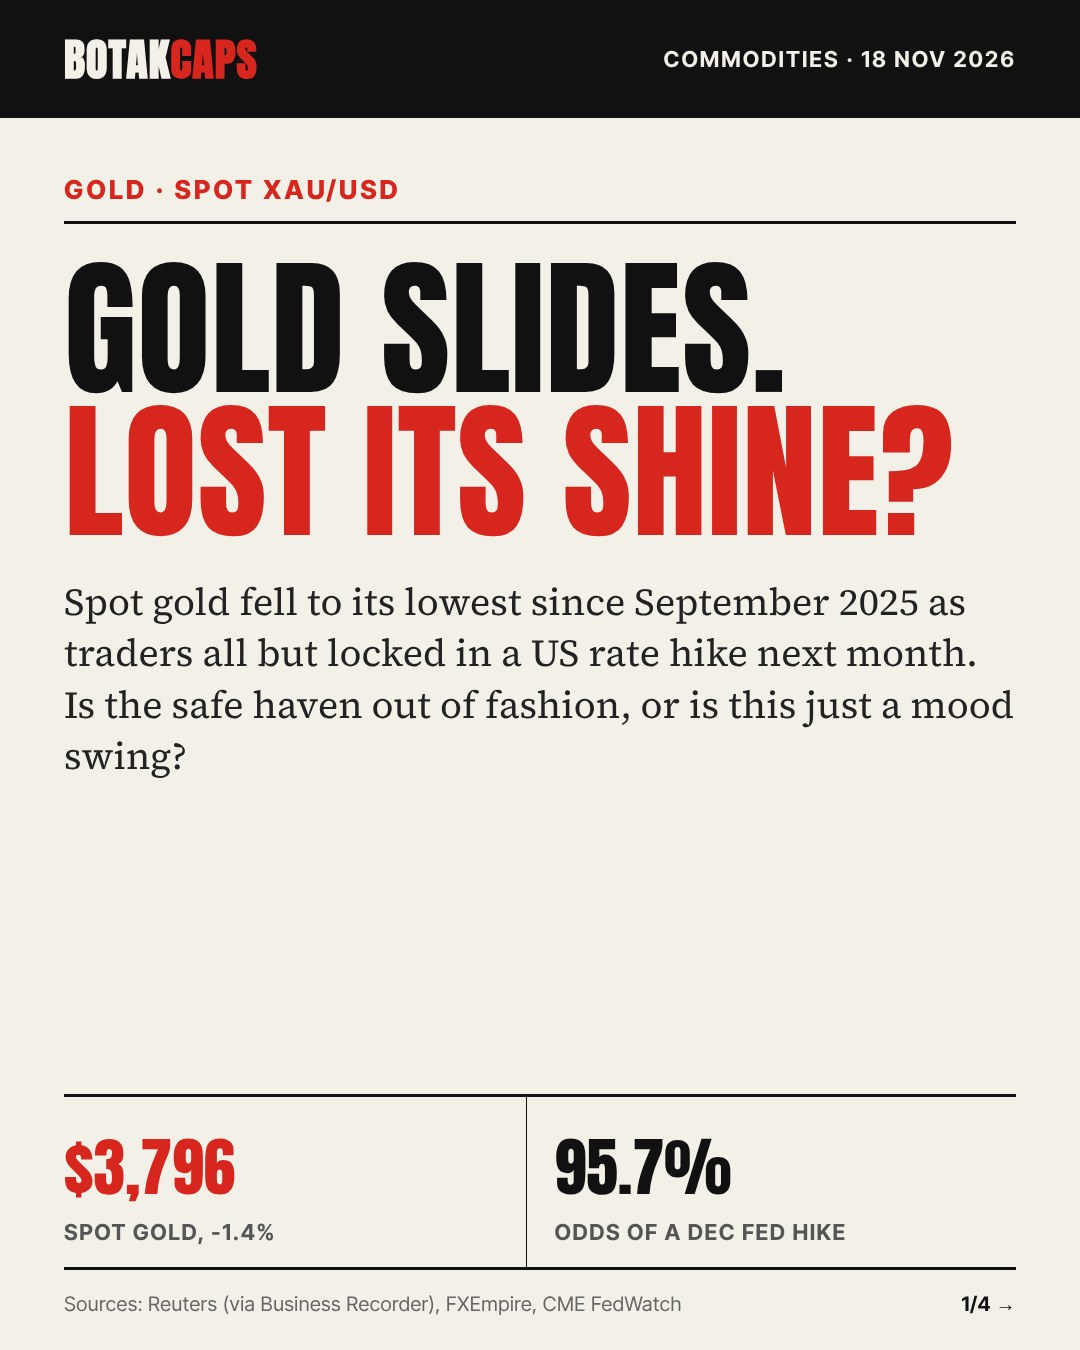 BOTAKCAPS
COMMODITIES · 18 NOV 2026
GOLD · SPOT XAU/USD
GOLD SLIDES.
LOST ITS SHINE?
Spot gold fell to its lowest since September 2025 as
traders all but locked in a US rate hike next month.
Is the safe haven out of fashion, or is this just a mood
swing?
$3,796
SPOT GOLD, -1.4%
95.7%
ODDS OF A DEC FED HIKE
Sources: Reuters (via Business Recorder), FXEmpire, CME FedWatch
1/4 →